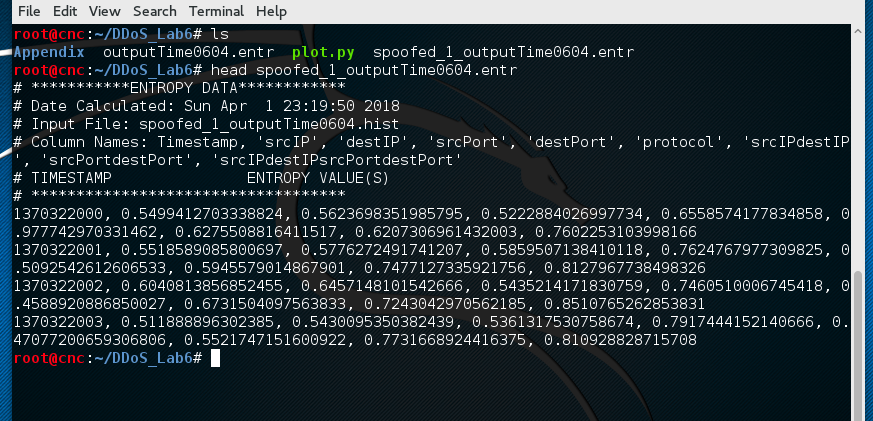 File Edit View Search Terminal Help
root@cnc:~/DDoS_Lab6# ls
Appendix outputTime0604.entr plot.py spoofed_1_outputTime0604.entr
root@cnc:~/DDoS_Lab6# head spoofed_1_outputTime0604.entr
# ***********ENTROPY DATA************
# Date Calculated: Sun Apr  1 23:19:50 2018
# Input File: spoofed_1_outputTime0604.hist
# Column Names: Timestamp, 'srcIP', 'destIP', 'srcPort', 'destPort', 'protocol', 'srcIPdestIP
', 'srcPortdestPort', 'srcIPdestIPsrcPortdestPort'
# TIMESTAMP               ENTROPY VALUE(S)
# ***********************************
1370322000, 0.5499412703338824, 0.5623698351985795, 0.5222884026997734, 0.6558574177834858, 0
.977742970331462, 0.6275508816411517, 0.6207306961432003, 0.7602253103998166
1370322001, 0.5518589085800697, 0.5776272491741207, 0.5859507138410118, 0.7624767977309825, 0
.5092542612606533, 0.5945579014867901, 0.7477127335921756, 0.8127967738498326
1370322002, 0.6040813856852455, 0.6457148101542666, 0.5435214171830759, 0.7460510006745418, 0
.4588920886850027, 0.6731504097563833, 0.7243042970562185, 0.8510765262853831
1370322003, 0.511888896302385, 0.5430095350382439, 0.5361317530758674, 0.7917444152140666, 0.
47077200659306806, 0.5521747151600922, 0.7731668924416375, 0.810928828715708
root@cnc:~/DDoS_Lab6#